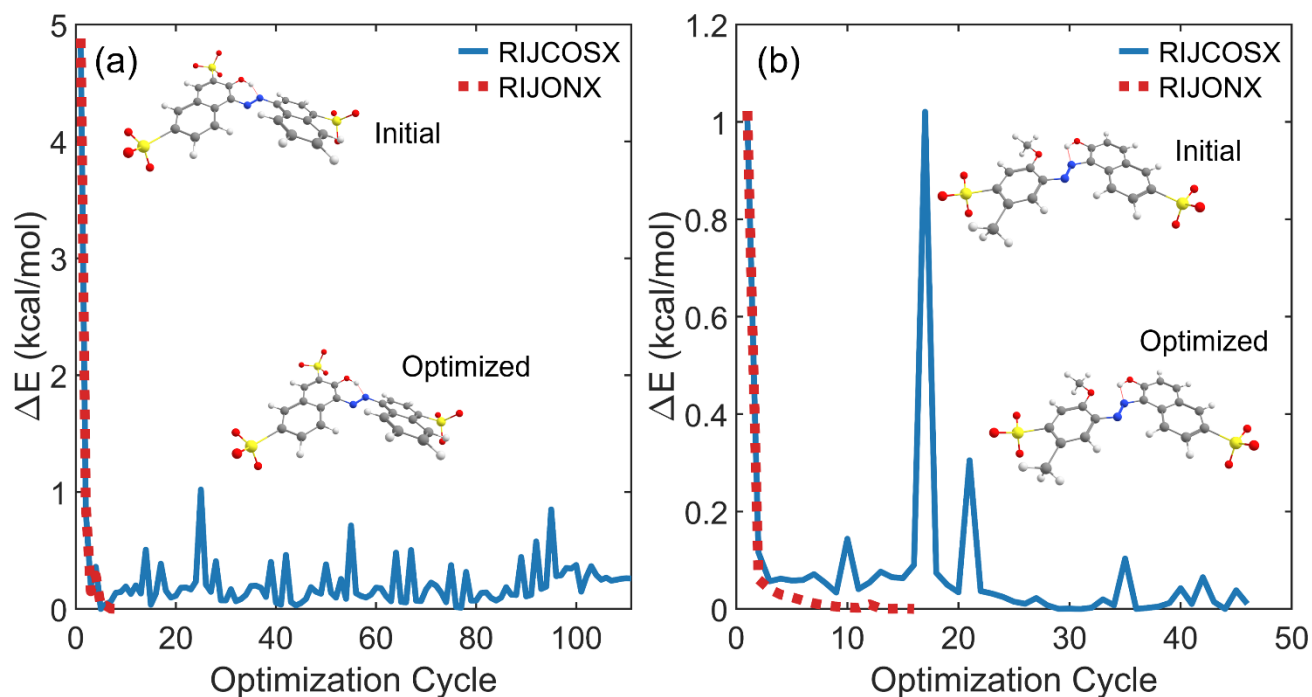 (a)
RIJCOSX
RIJONX
Initial
Optimized
ΔE (kcal/mol)
5
4
3
2
1
0
0 20 40 60 80 100
Optimization Cycle
(b)
RIJCOSX
RIJONX
Initial
Optimized
ΔE (kcal/mol)
1.2
1
0.8
0.6
0.4
0.2
0
0 10 20 30 40 50
Optimization Cycle